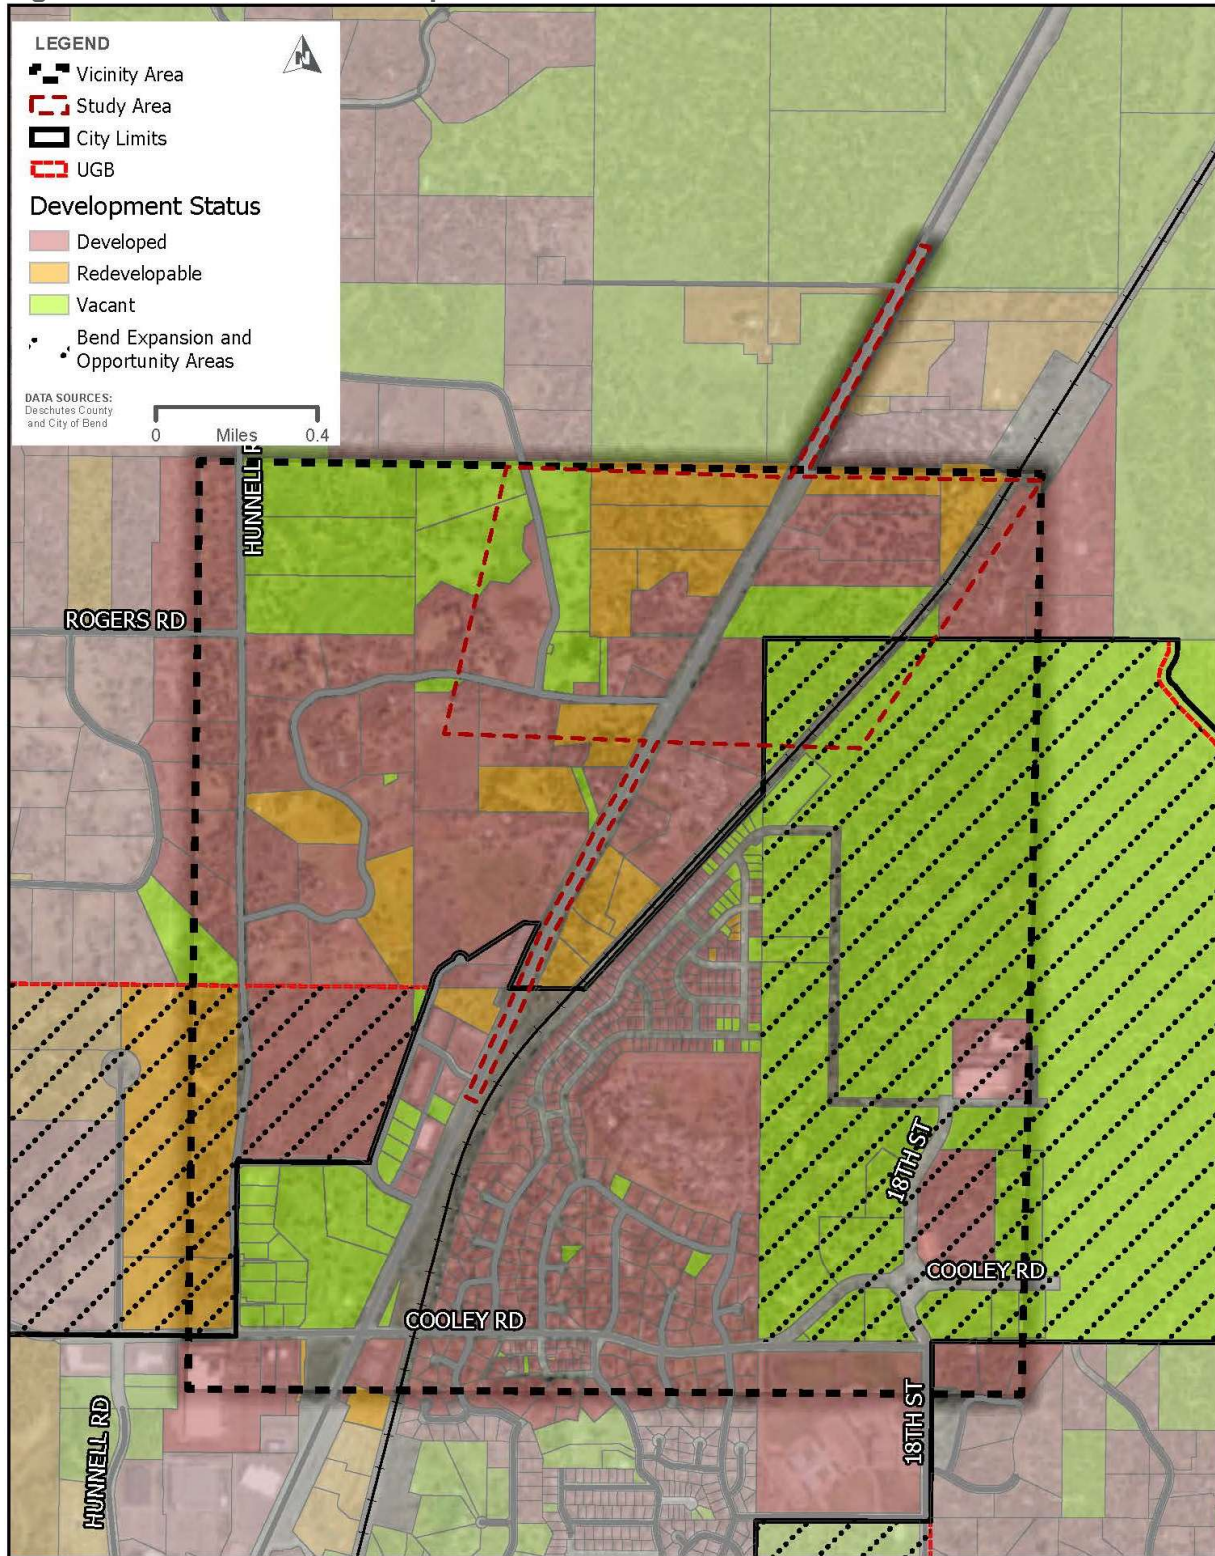 LEGEND
N
Vicinity Area
Study Area
City Limits
UGB
Development Status
Developed
Redevelopable
Vacant
Bend Expansion and
Opportunity Areas
DATA SOURCES:
Deschutes County
and City of Bend
0 Miles 0.4
HUNNELL
ROGERS RD
18TH ST
COOLEY RD
COOLEY RD
HUNNELL RD
18TH ST